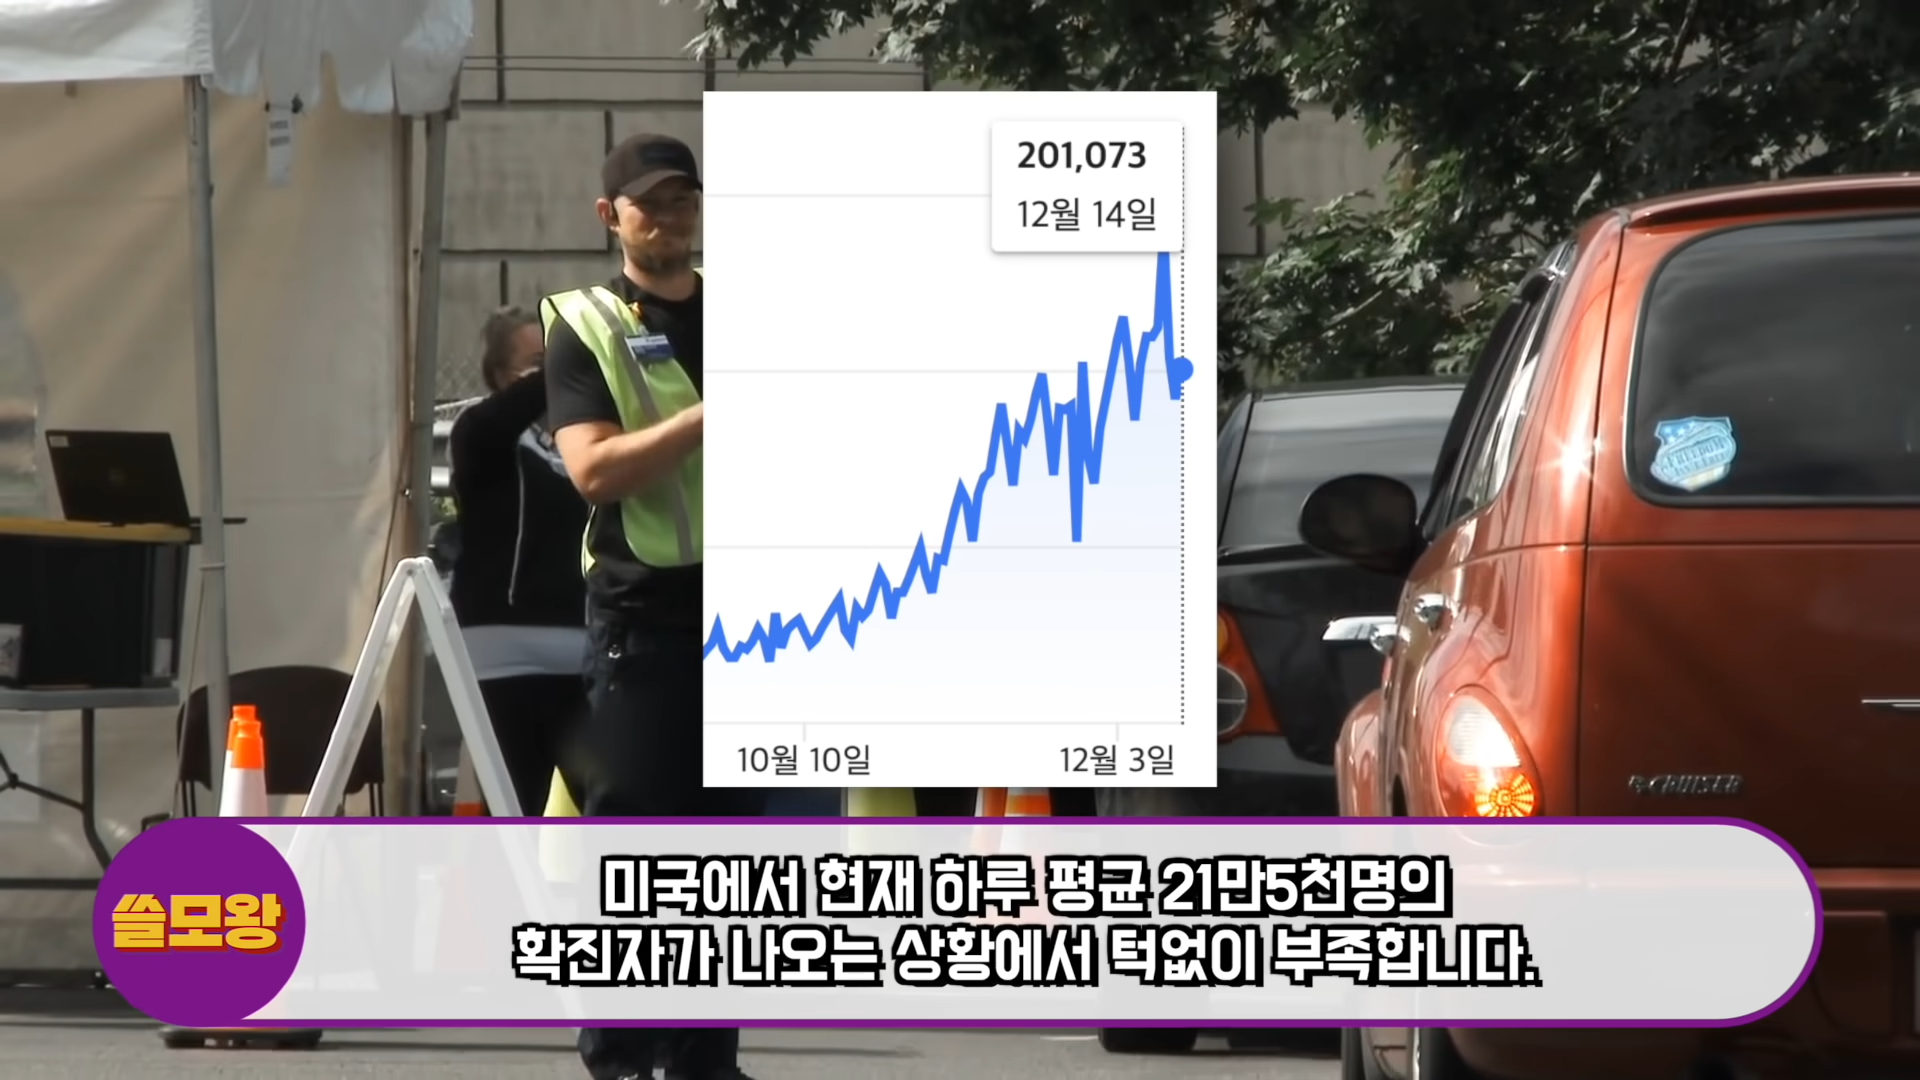 201,073
12월 14일
10월 10일
12월 3일
FREEDOM
CRUISER
쓸모왕
미국에서 현재 하루 평균 21만5천명의
확진자가 나오는 상황에서 턱없이 부족합니다.